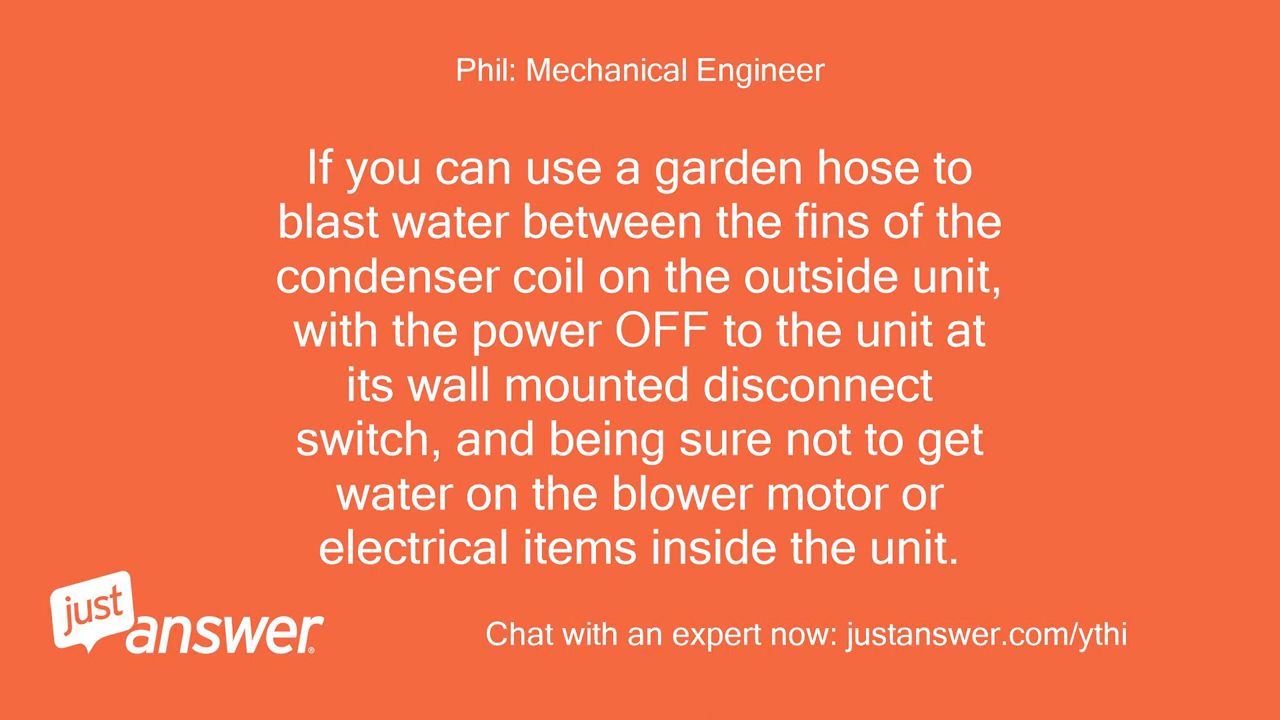 Phil: Mechanical Engineer
If you can use a garden hose to
blast water between the fins of the
condenser coil on the outside unit,
with the power OFF to the unit at
its wall mounted disconnect
switch, and being sure not to get
water on the blower motor or
electrical items inside the unit.
just
answer®
Chat with an expert now: justanswer.com/ythi